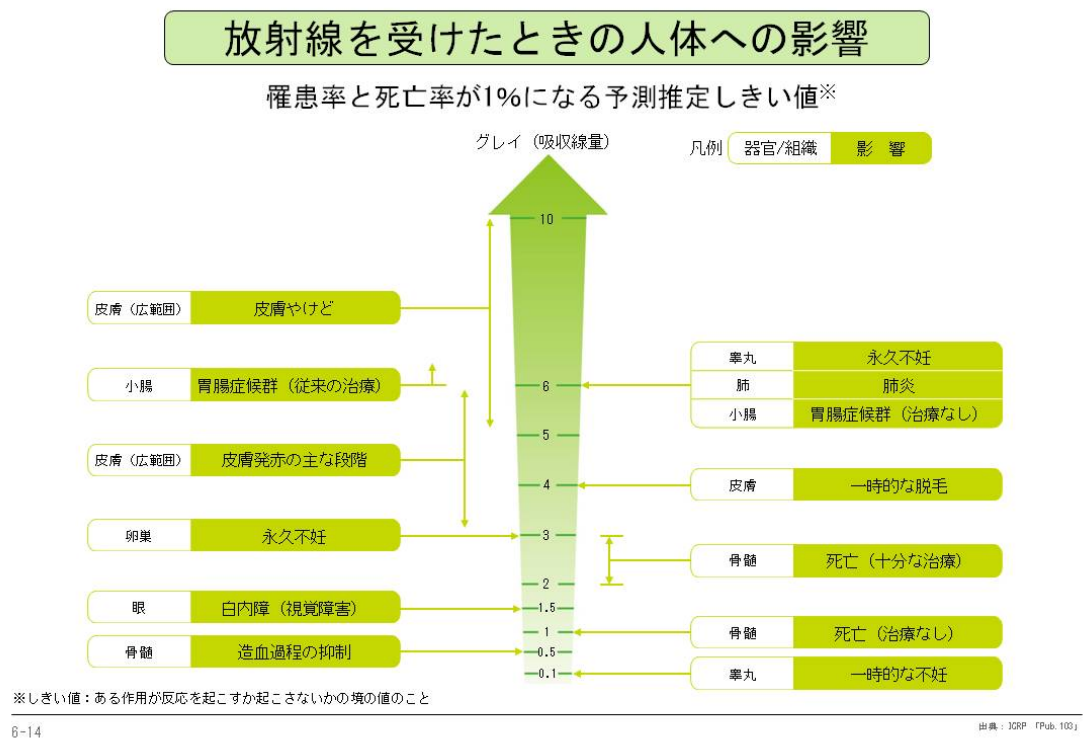 放射線を受けたときの人体への影響
罹患率と死亡率が1%になる予測推定しきい値※
グレイ（吸収線量）
凡例 器官/組織 影 響
10
皮膚（広範囲） 皮膚やけど
睾丸 永久不妊
小腸 胃腸症候群（従来の治療）
6
肺 肺炎
小腸 胃腸症候群（治療なし）
5
皮膚（広範囲） 皮膚発赤の主な段階
4
皮膚 一時的な脱毛
卵巣 永久不妊
3
骨髄 死亡（十分な治療）
2
眼 白内障（視覚障害）
1.5
1
骨髄 死亡（治療なし）
骨髄 造血過程の抑制
0.5
0.1
睾丸 一時的な不妊
※しきい値：ある作用が反応を起こすか起こさないかの境の値のこと
6-14
出典：ICRP 「Pub.103」